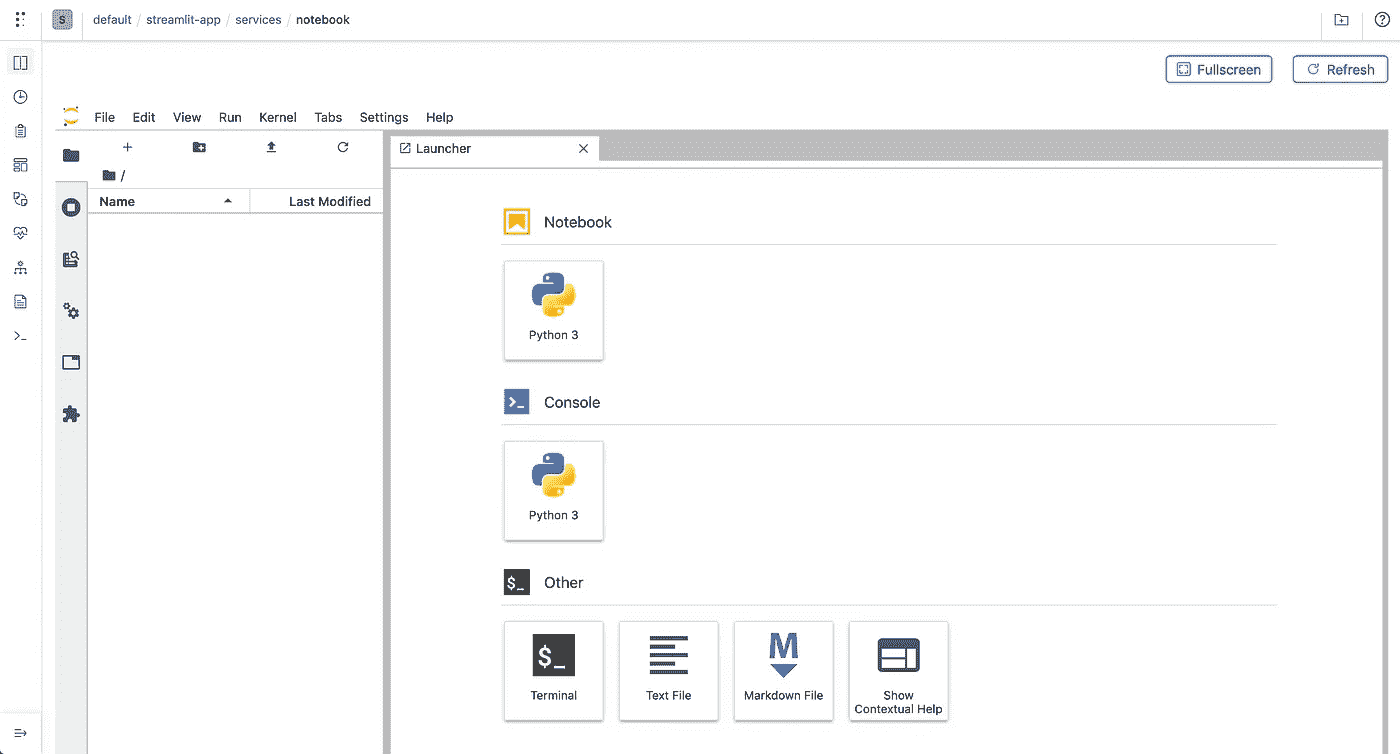 S default / streamlit-app / services / notebook
Fullscreen Refresh
File Edit View Run Kernel Tabs Settings Help
/
Name Last Modified
Launcher
Notebook
Python 3
>_ Console
Python 3
$_ Other
$_
Terminal
Text File
M
Markdown File
Show
Contextual Help